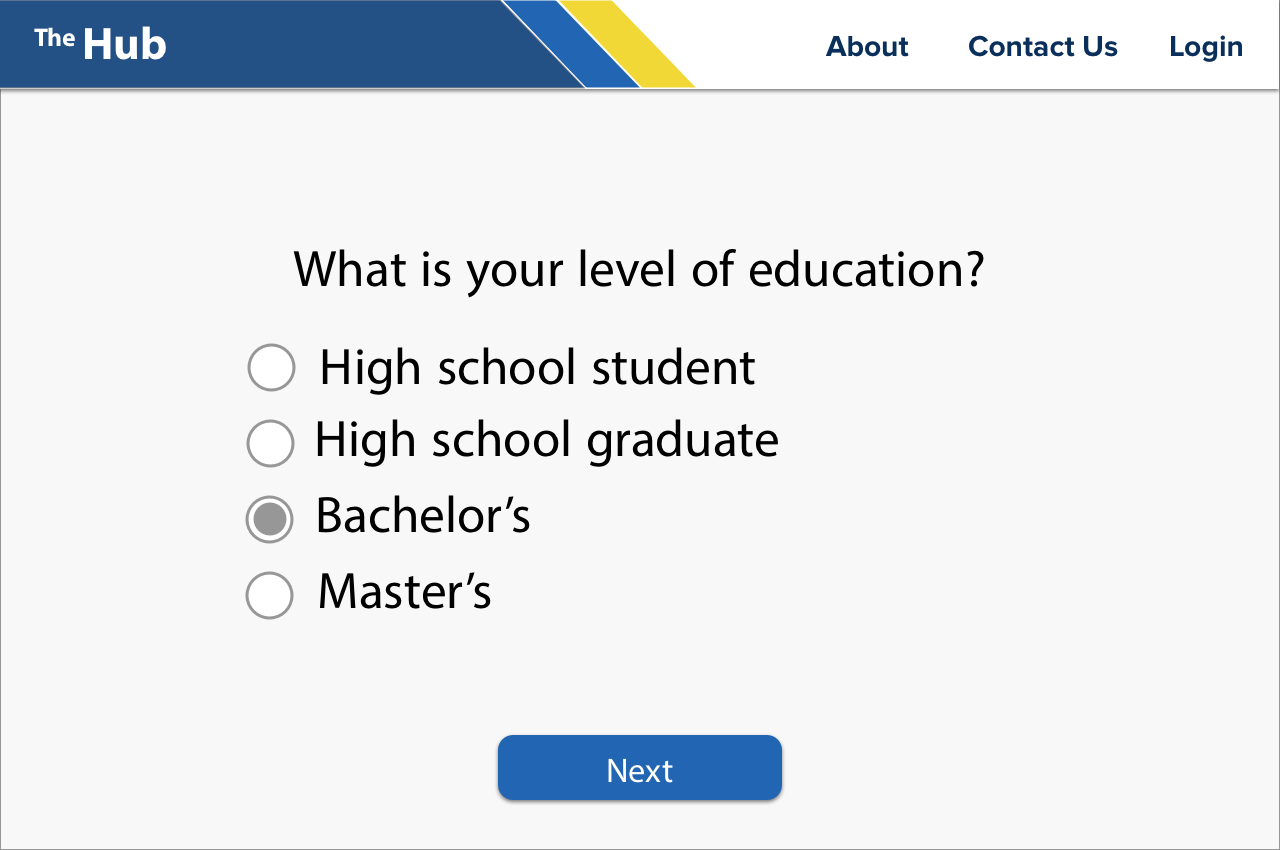 The Hub
About Contact Us Login
What is your level of education?
High school student
High school graduate
Bachelor’s
Master’s
Next